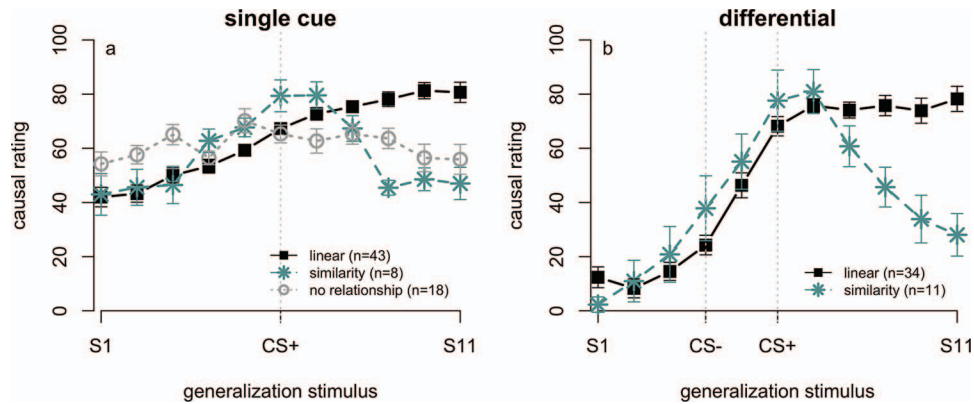 single cue
a
100
80
60
40
20
0
causal rating
linear (n=43)
similarity (n=8)
no relationship (n=18)
S1
CS+
S11
generalization stimulus
differential
b
100
80
60
40
20
0
causal rating
linear (n=34)
similarity (n=11)
S1
CS-
CS+
S11
generalization stimulus